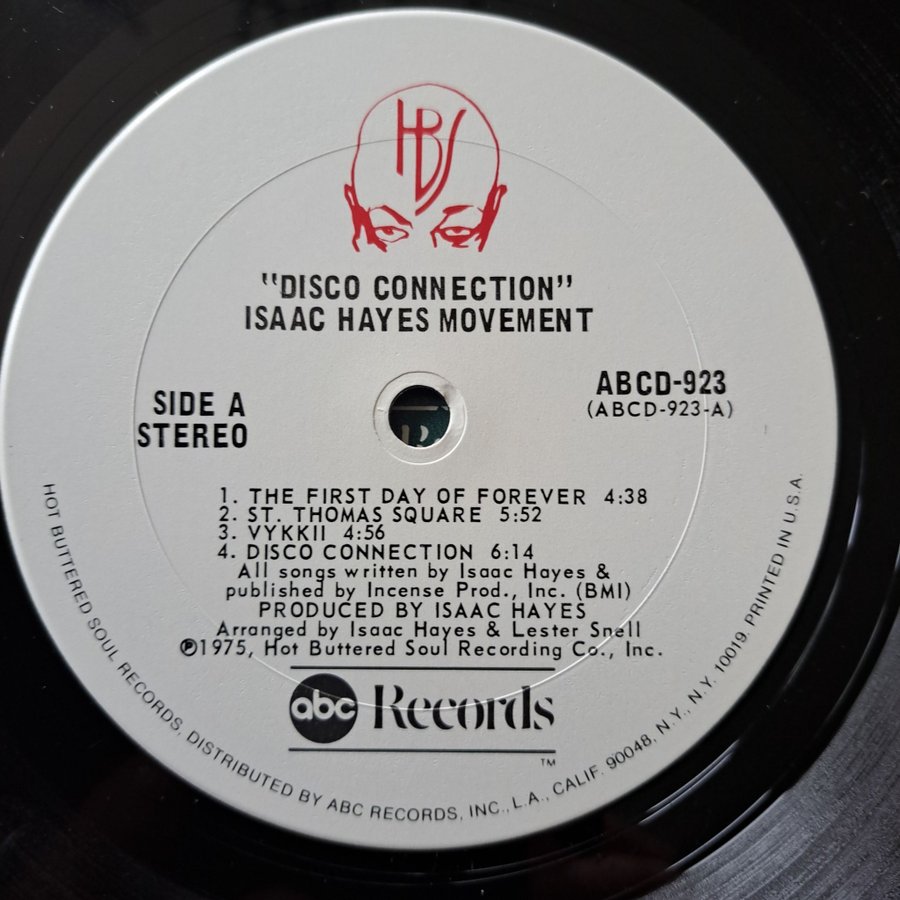 HBS
"DISCO CONNECTION"
ISAAC HAYES MOVEMENT
SIDE A
STEREO
ABCD-923
(ABCD-923-A)
1. THE FIRST DAY OF FOREVER 4:38
2. ST. THOMAS SQUARE 5:52
3. VYKKII 4:56
4. DISCO CONNECTION 6:14
All songs written by Isaac Hayes &
published by Incense Prod., Inc. (BMI)
PRODUCED BY ISAAC HAYES
Arranged by Isaac Hayes & Lester Snell
℗1975, Hot Buttered Soul Recording Co., Inc.
abc Records
TM
HOT BUTTERED SOUL RECORDS, DISTRIBUTED BY ABC RECORDS, INC., L.A., CALIF. 90048, N.Y., N.Y. 10019. PRINTED IN U.S.A.